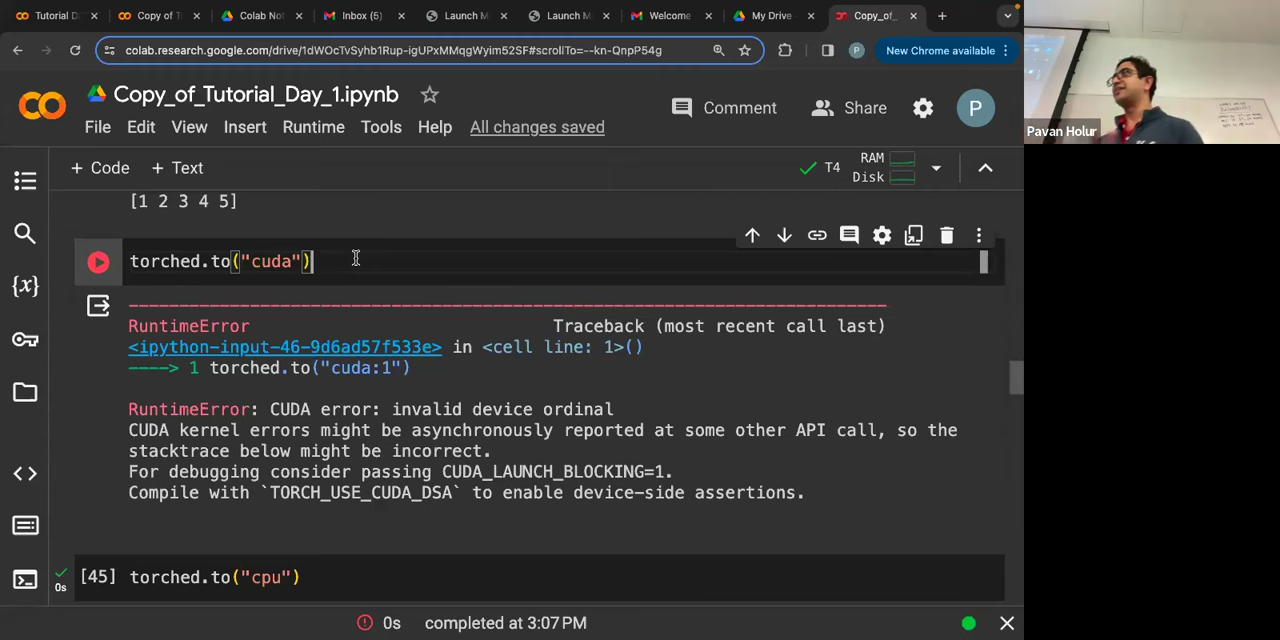 Tutorial D
Copy of T
Colab Not
Inbox (5)
Launch M
Launch M
Welcome
My Drive
Copy_of_
colab.research.google.com/drive/1dWOcTvSyhb1Rup-igUPxMMqgWyim52SF#scrollTo=--kn-QnpP54g
P
New Chrome available
Copy_of_Tutorial_Day_1.ipynb
Comment
Share
P
File Edit View Insert Runtime Tools Help All changes saved
+ Code + Text
T4
RAM
Disk
[1 2 3 4 5]
torched.to("cuda")
---------------------------------------------------------------------------
RuntimeError Traceback (most recent call last)
<ipython-input-46-9d6ad57f533e> in <cell line: 1>()
----> 1 torched.to("cuda:1")
RuntimeError: CUDA error: invalid device ordinal
CUDA kernel errors might be asynchronously reported at some other API call, so the
stacktrace below might be incorrect.
For debugging consider passing CUDA_LAUNCH_BLOCKING=1.
Compile with `TORCH_USE_CUDA_DSA` to enable device-side assertions.
[45] torched.to("cpu")
0s
0s completed at 3:07 PM
Pavan Holur